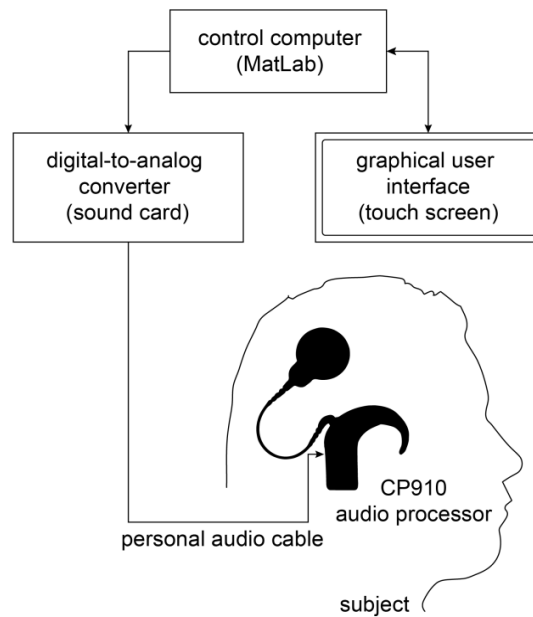 control computer
(MatLab)
digital-to-analog
converter
(sound card)
graphical user
interface
(touch screen)
CP910
audio processor
personal audio cable
subject